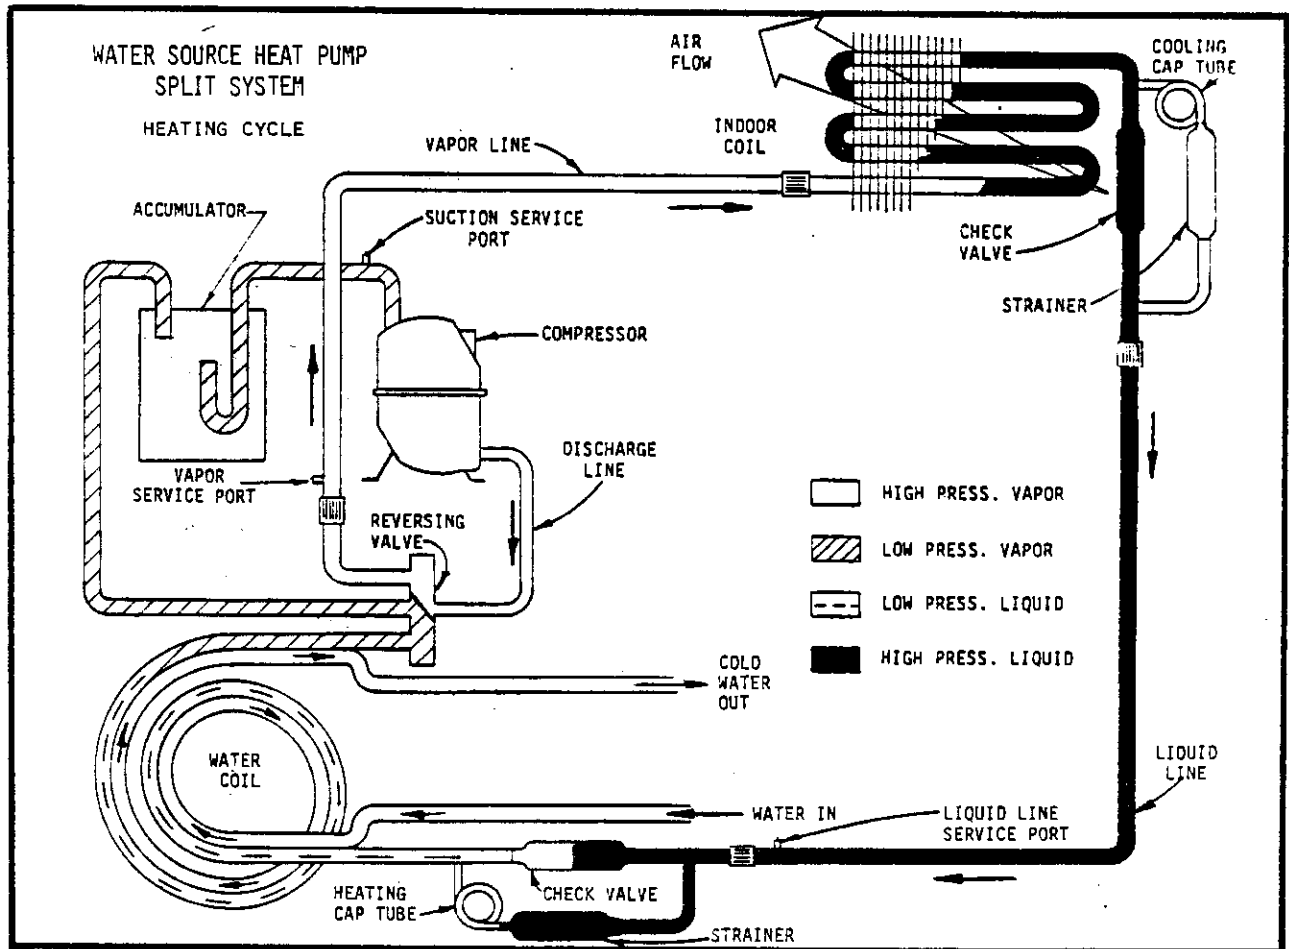 WATER SOURCE HEAT PUMP
SPLIT SYSTEM
HEATING CYCLE
AIR
FLOW
COOLING
CAP TUBE
INDOOR
COIL
VAPOR LINE
ACCUMULATOR
SUCTION SERVICE
PORT
CHECK
VALVE
STRAINER
COMPRESSOR
DISCHARGE
LINE
VAPOR
SERVICE PORT
REVERSING
VALVE
HIGH PRESS. VAPOR
LOW PRESS. VAPOR
LOW PRESS. LIQUID
HIGH PRESS. LIQUID
COLD
WATER
OUT
WATER
COIL
LIQUID
LINE
WATER IN
LIQUID LINE
SERVICE PORT
HEATING
CAP TUBE
CHECK VALVE
STRAINER